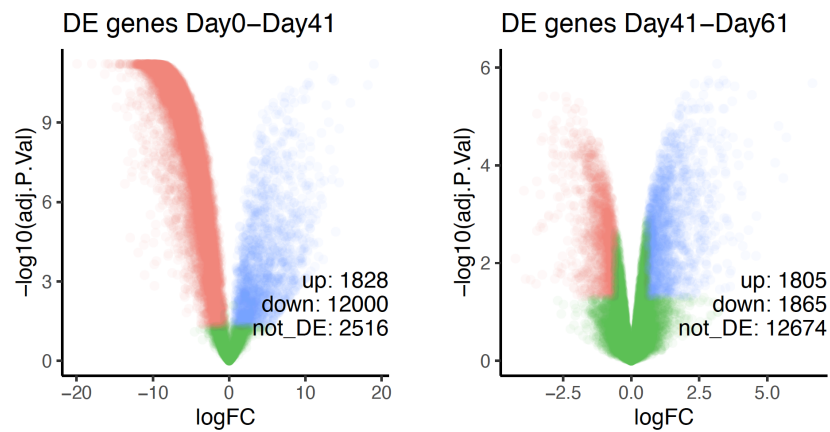 DE genes Day0−Day41
−log10(adj.P.Val)
9
6
3
0
up: 1828
down: 12000
not_DE: 2516
−20
−10
0
10
20
logFC
DE genes Day41−Day61
−log10(adj.P.Val)
6
4
2
0
up: 1805
down: 1865
not_DE: 12674
−2.5
0.0
2.5
5.0
logFC